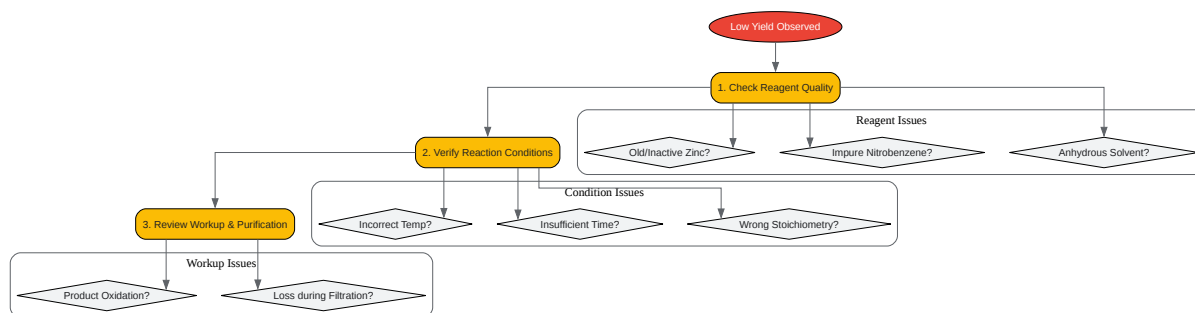 Low Yield Observed
1. Check Reagent Quality
Reagent Issues
Old/Inactive Zinc?
Impure Nitrobenzene?
Anhydrous Solvent?
2. Verify Reaction Conditions
Condition Issues
Incorrect Temp?
Insufficient Time?
Wrong Stoichiometry?
3. Review Workup & Purification
Workup Issues
Product Oxidation?
Loss during Filtration?